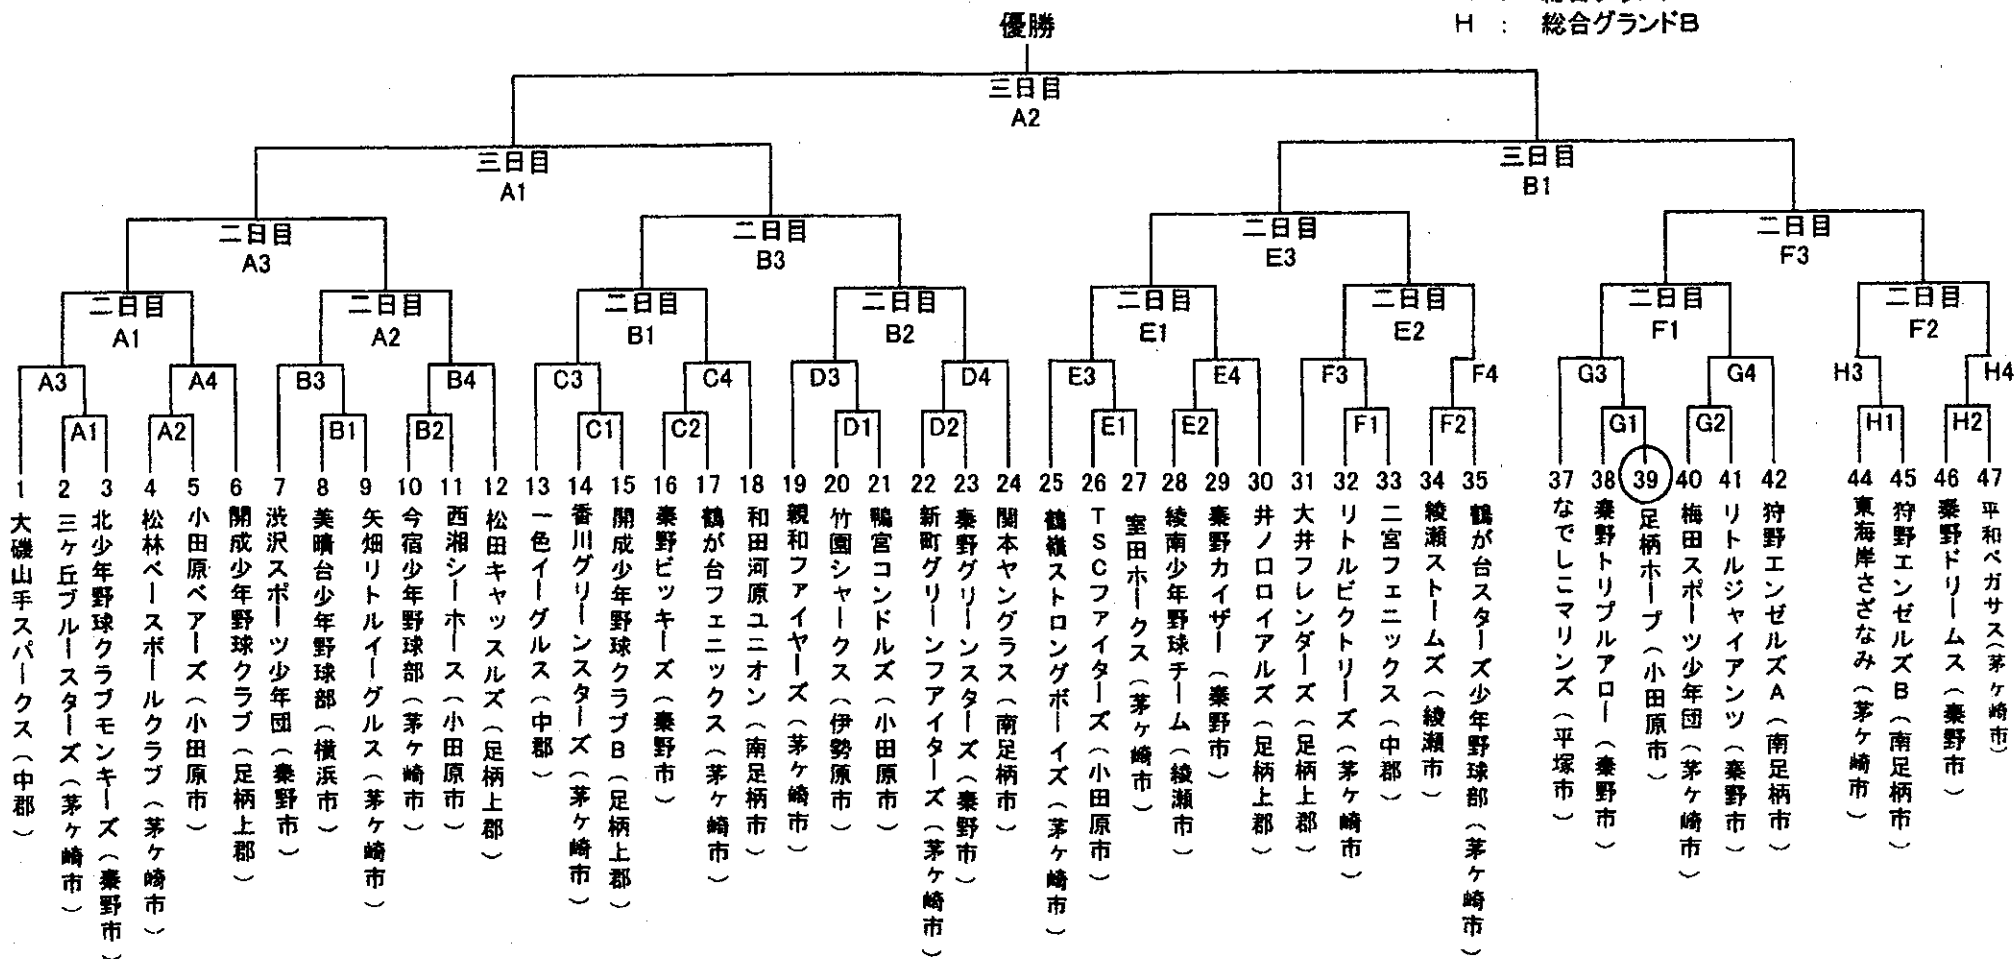 H : 総合グランドB
優勝
三日目
A2
三日目
A1
三日目
B1
二日目
A3
二日目
B3
二日目
E3
二日目
F3
二日目
A1
二日目
A2
二日目
B1
二日目
B2
二日目
E1
二日目
E2
二日目
F1
二日目
F2
A3 A4 B3 B4 C3 C4 D3 D4 E3 E4 F3 F4 G3 G4 H3 H4
A1 A2 B1 B2 C1 C2 D1 D2 E1 E2 F1 F2 G1 G2 H1 H2
1 大磯山手スパークス(中郡)
2 三ヶ丘ブルースターズ(茅ケ崎市)
3 北少年野球クラブモンキーズ(秦野市)
4 松林ベースボールクラブ(茅ケ崎市)
5 小田原ベアーズ(小田原市)
6 開成少年野球クラブ(足柄上郡)
7 渋沢スポーツ少年団(秦野市)
8 美晴台少年野球部(横浜市)
9 矢畑リトルイーグルス(茅ケ崎市)
10 今宿少年野球部(茅ケ崎市)
11 西湘シーホース(小田原市)
12 松田キャッスルズ(足柄上郡)
13 一色イーグルス(中郡)
14 香川グリーンスターズ(茅ケ崎市)
15 開成少年野球クラブB(足柄上郡)
16 秦野ビッキーズ(秦野市)
17 鶴が台フェニックス(茅ケ崎市)
18 和田河原ユニオン(南足柄市)
19 親和ファイヤーズ(茅ケ崎市)
20 竹園シャークス(伊勢原市)
21 鴨宮コンドルズ(小田原市)
22 新町グリーンファイターズ(茅ケ崎市)
23 秦野グリーンスターズ(秦野市)
24 関本ヤングラス(南足柄市)
25 鶴嶺ストロングボーイズ(茅ケ崎市)
26 TSCファイターズ(小田原市)
27 室田ホークス(茅ケ崎市)
28 綾南少年野球チーム(綾瀬市)
29 秦野カイザー(秦野市)
30 井ノ口ロイアルズ(足柄上郡)
31 大井フレンダーズ(足柄上郡)
32 リトルビクトリーズ(茅ケ崎市)
33 二宮フェニックス(中郡)
34 綾瀬ストームズ(綾瀬市)
35 鶴が台スターズ少年野球部(茅ケ崎市)
37 なでしこマリンズ(平塚市)
38 秦野トリプルアロー(秦野市)
39 足柄ホープ(小田原市)
40 梅田スポーツ少年団(茅ケ崎市)
41 リトルジャイアンツ(秦野市)
42 狩野エンゼルズA(南足柄市)
44 東海岸さざなみ(茅ケ崎市)
45 狩野エンゼルズB(南足柄市)
46 秦野ドリームス(秦野市)
47 平和ペガサス(茅ケ崎市)